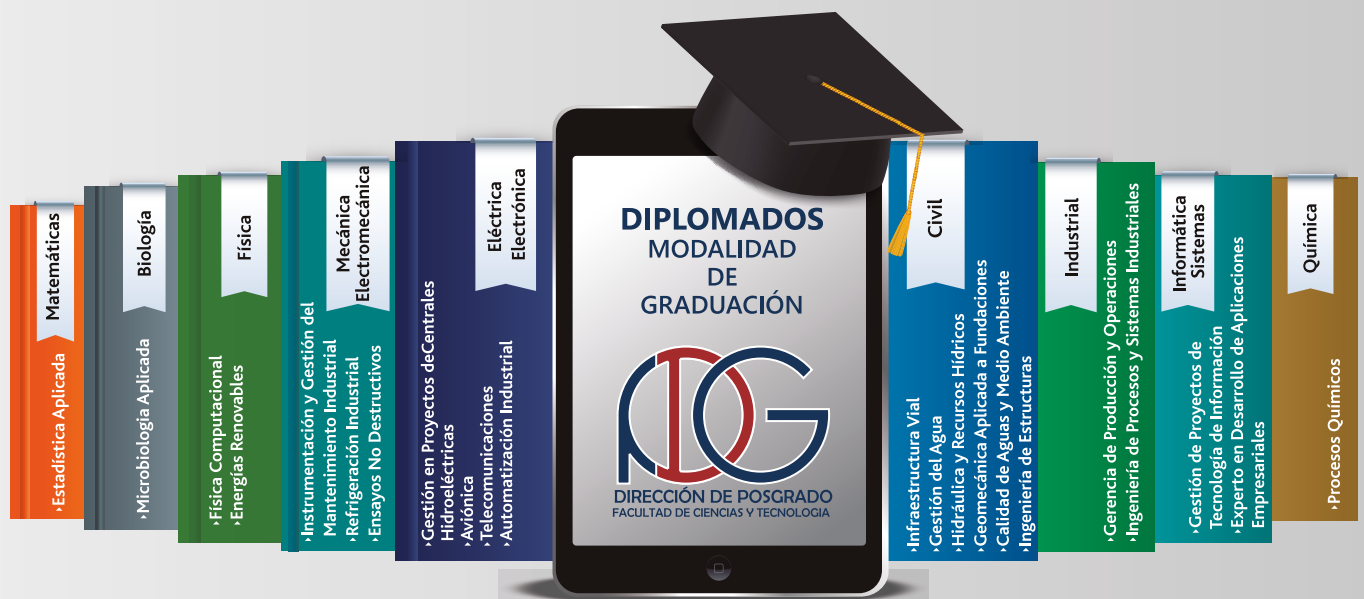 Matemáticas
‣Estadística Aplicada
Biología
‣Microbiologia Aplicada
Física
‣Física Computacional
‣Energías Renovables
Mecánica
Electromecánica
‣Instrumentación y Gestión del
Mantenimiento Industrial
‣Refrigeración Industrial
‣Ensayos No Destructivos
Eléctrica
Electrónica
‣Gestión en Proyectos deCentrales
Hidroeléctricas
‣Aviónica
‣Telecomunicaciones
‣Automatización Industrial
DIPLOMADOS
MODALIDAD
DE
GRADUACIÓN
PDG
DIRECCIÓN DE POSGRADO
FACULTAD DE CIENCIAS Y TECNOLOGIA
Civil
‣Infraestructura Vial
‣Gestión del Agua
‣Hidráulica y Recursos Hídricos
‣Geomecánica Aplicada a Fundaciones
‣Calidad de Aguas y Medio Ambiente
‣Ingeniería de Estructuras
Industrial
‣Gerencia de Producción y Operaciones
‣Ingeniería de Procesos y Sistemas Industriales
Informática
Sistemas
‣Gestión de Proyectos de
Tecnología de Información
‣Experto en Desarrollo de Aplicaciones
Empresariales
Química
‣Procesos Químicos